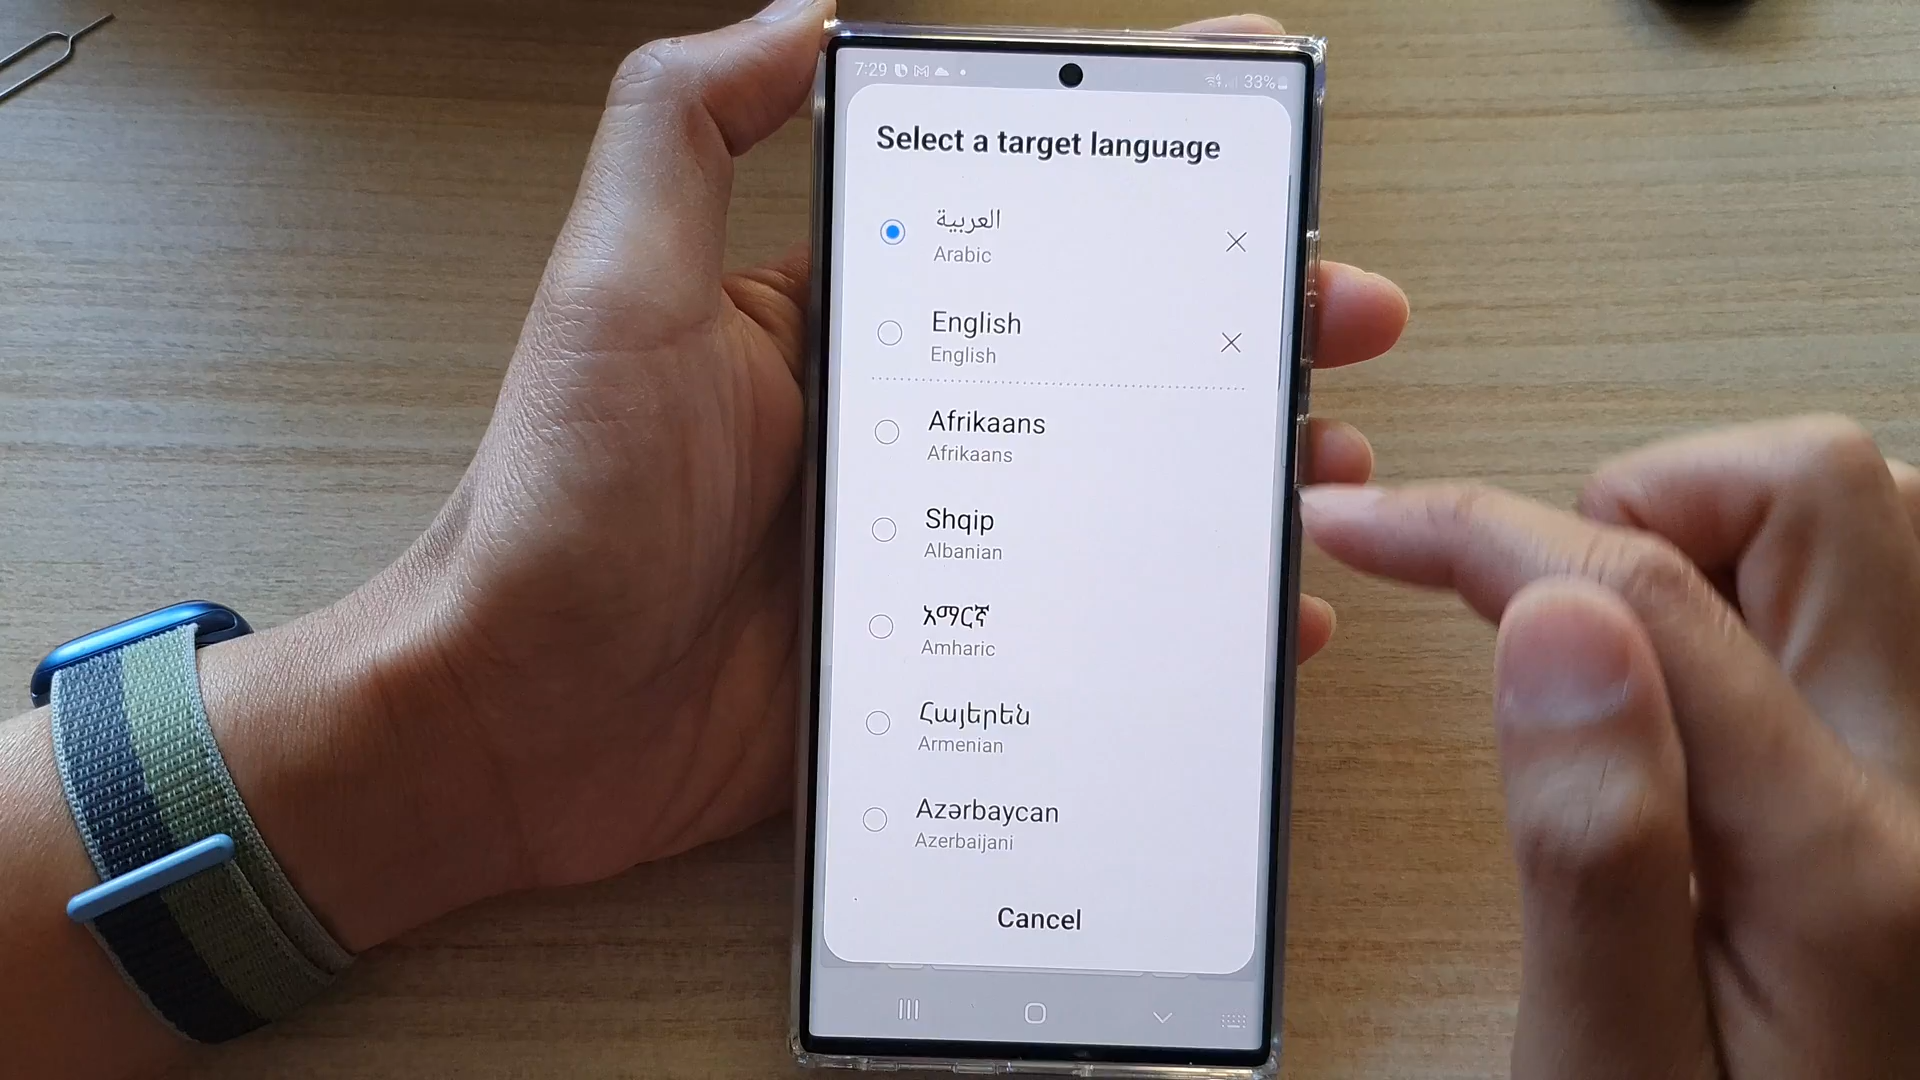 7:29
33%
Select a target language
العربية
Arabic
English
English
Afrikaans
Afrikaans
Shqip
Albanian
አማርኛ
Amharic
Հայերեն
Armenian
Azərbaycan
Azerbaijani
Cancel